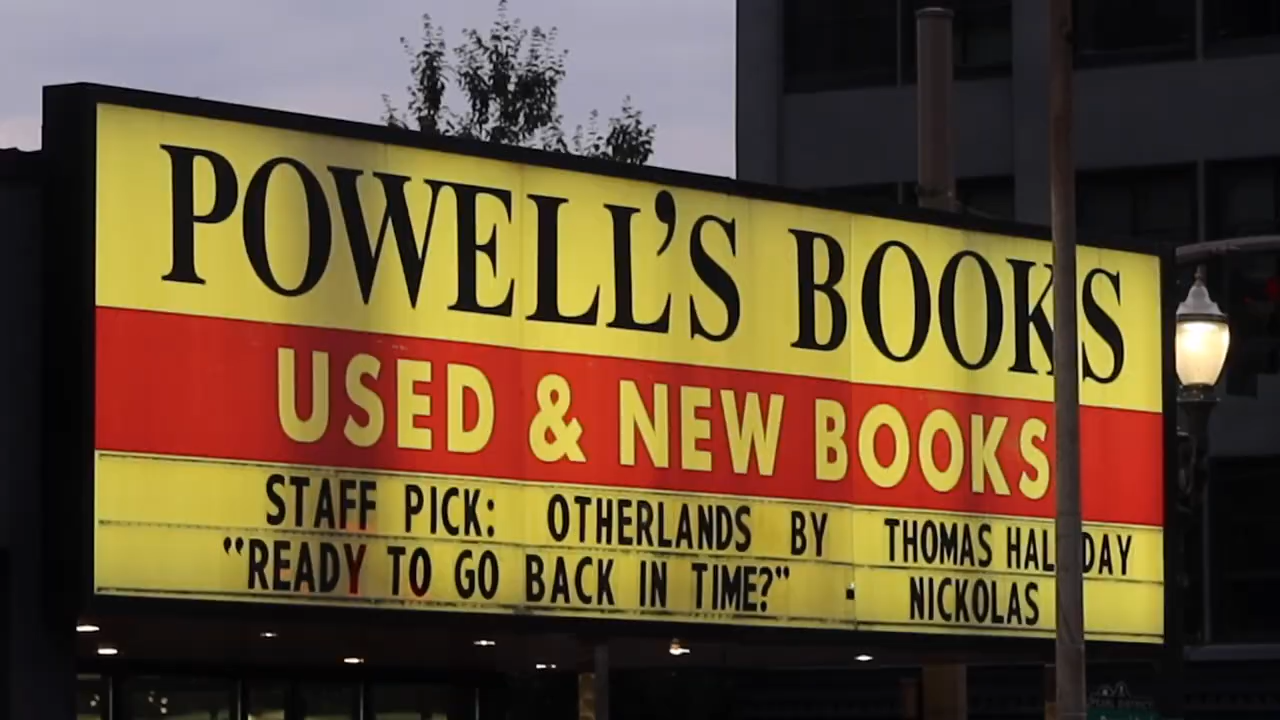 POWELL'S BOOKS
USED & NEW BOOKS
STAFF PICK: OTHERLANDS BY THOMAS HALLIDAY
"READY TO GO BACK IN TIME?" - NICKOLAS